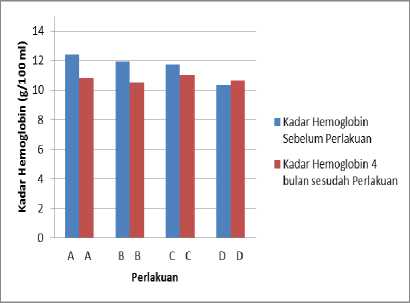 Kadar Hemoglobin (g/100 ml)
14
12
10
8
6
4
2
0
A A B B C C D D
Perlakuan
Kadar Hemoglobin
Sebelum Perlakuan
Kadar Hemoglobin 4
bulan sesudah Perlakuan